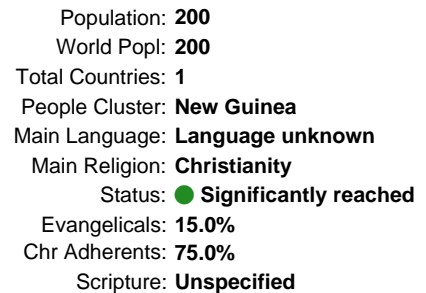 Population: 200
World Popl: 200
Total Countries: 1
People Cluster: New Guinea
Main Language: Language unknown
Main Religion: Christianity
Status: Significantly reached
Evangelicals: 15.0%
Chr Adherents: 75.0%
Scripture: Unspecified